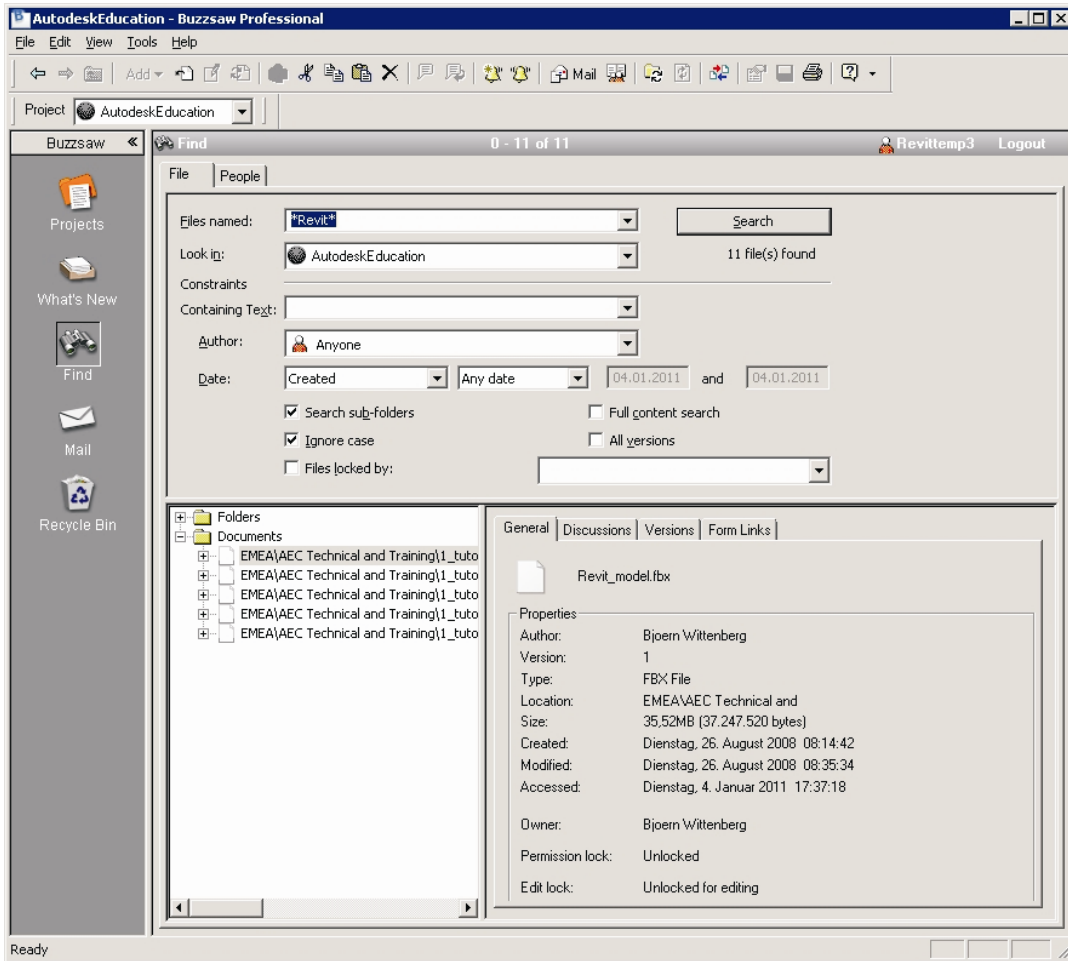 AutodeskEducation - Buzzsaw Professional
File Edit View Tools Help
Add Mail
Project AutodeskEducation
Buzzsaw «
Find 0 - 11 of 11 Revittemp3 Logout
Projects
What's New
Find
Mail
Recycle Bin
File People
Files named: *Revit* Search
Look in: AutodeskEducation 11 file(s) found
Constraints
Containing Text:
Author: Anyone
Date: Created Any date 04.01.2011 and 04.01.2011
Search sub-folders Full content search
Ignore case All versions
Files locked by:
Folders
Documents
EMEA\AEC Technical and Training\1_tuto
EMEA\AEC Technical and Training\1_tuto
EMEA\AEC Technical and Training\1_tuto
EMEA\AEC Technical and Training\1_tuto
EMEA\AEC Technical and Training\1_tuto
General Discussions Versions Form Links
Revit_model.fbx
Properties
Author: Bjoern Wittenberg
Version: 1
Type: FBX File
Location: EMEA\AEC Technical and
Size: 35,52MB (37.247.520 bytes)
Created: Dienstag, 26. August 2008 08:14:42
Modified: Dienstag, 26. August 2008 08:35:34
Accessed: Dienstag, 4. Januar 2011 17:37:18
Owner: Bjoern Wittenberg
Permission lock: Unlocked
Edit lock: Unlocked for editing
Ready